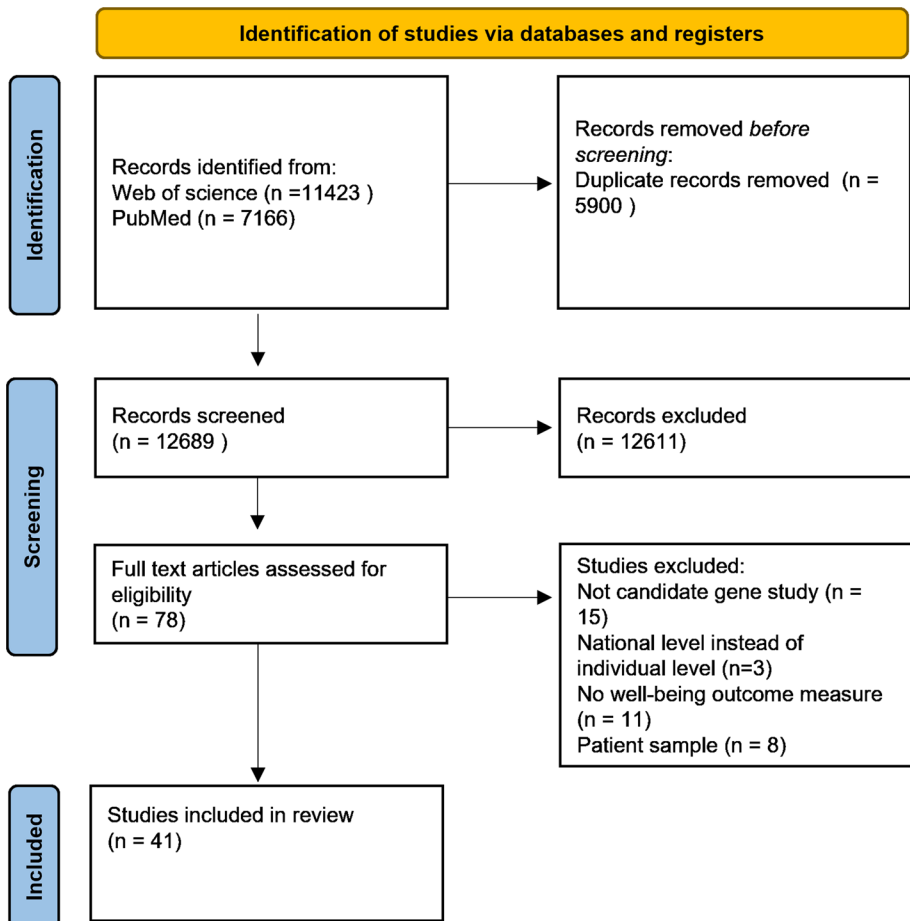 Identification of studies via databases and registers
Identification
Records identified from:
Web of science (n =11423 )
PubMed (n = 7166)
Records removed before
screening:
Duplicate records removed  (n =
5900 )
Screening
Records screened
(n = 12689 )
Records excluded
(n = 12611)
Full text articles assessed for
eligibility
(n = 78)
Studies excluded:
Not candidate gene study (n =
15)
National level instead of
individual level (n=3)
No well-being outcome measure
(n = 11)
Patient sample (n = 8)
Included
Studies included in review
(n = 41)